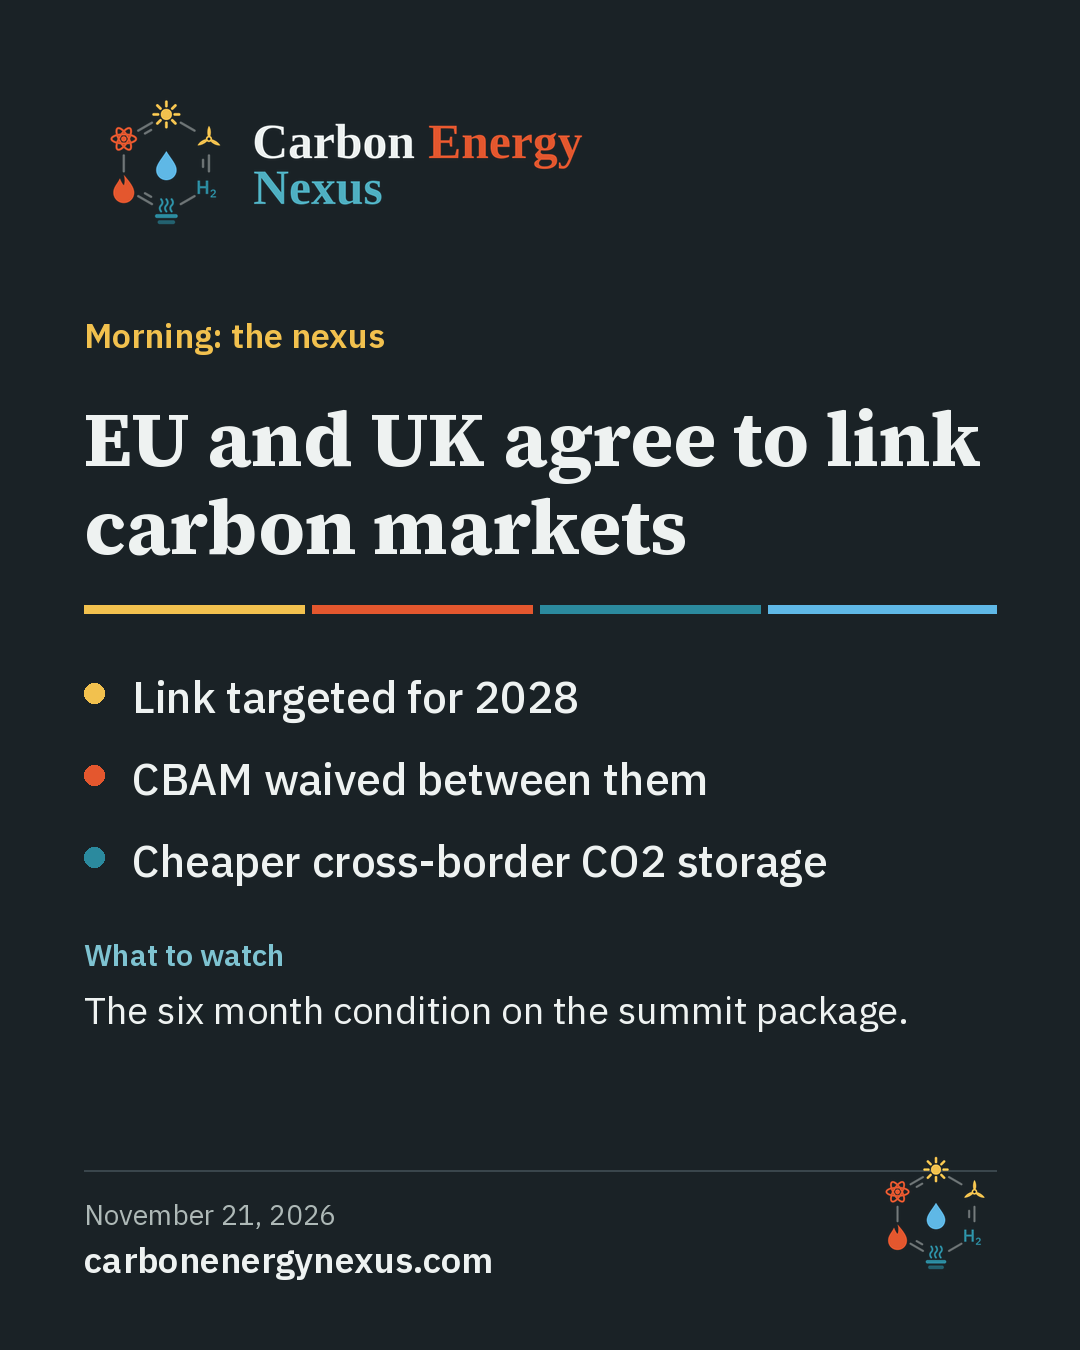 Carbon Energy
Nexus
H2
Morning: the nexus
EU and UK agree to link
carbon markets
Link targeted for 2028
CBAM waived between them
Cheaper cross-border CO2 storage
What to watch
The six month condition on the summit package.
November 21, 2026
carbonenergynexus.com
H2